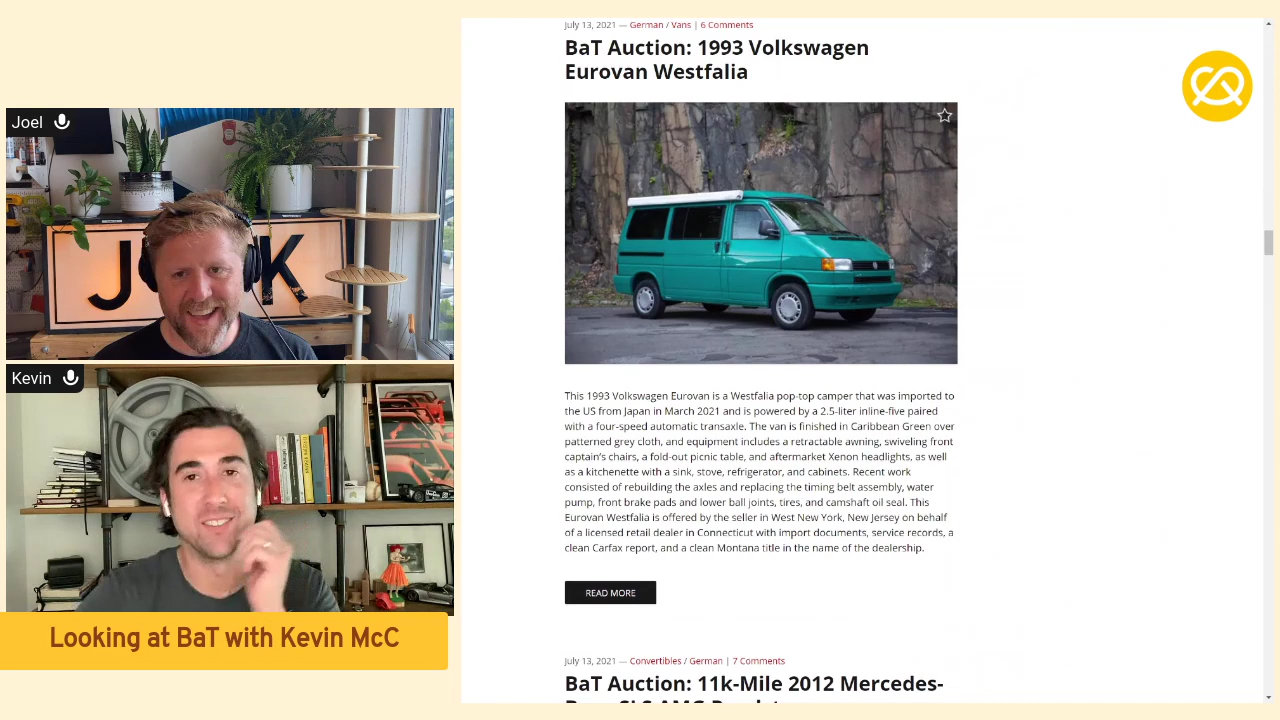 Joel
Kevin
Looking at BaT with Kevin McC
July 13, 2021 — German / Vans | 6 Comments
BaT Auction: 1993 Volkswagen
Eurovan Westfalia
This 1993 Volkswagen Eurovan is a Westfalia pop-top camper that was imported to
the US from Japan in March 2021 and is powered by a 2.5-liter inline-five paired
with a four-speed automatic transaxle. The van is finished in Caribbean Green over
patterned grey cloth, and equipment includes a retractable awning, swiveling front
captain's chairs, a fold-out picnic table, and aftermarket Xenon headlights, as well
as a kitchenette with a sink, stove, refrigerator, and cabinets. Recent work
consisted of rebuilding the axles and replacing the timing belt assembly, water
pump, front brake pads and lower ball joints, tires, and camshaft oil seal. This
Eurovan Westfalia is offered by the seller in West New York, New Jersey on behalf
of a licensed retail dealer in Connecticut with import documents, service records, a
clean Carfax report, and a clean Montana title in the name of the dealership.
READ MORE
July 13, 2021 — Convertibles / German | 7 Comments
BaT Auction: 11k-Mile 2012 Mercedes-